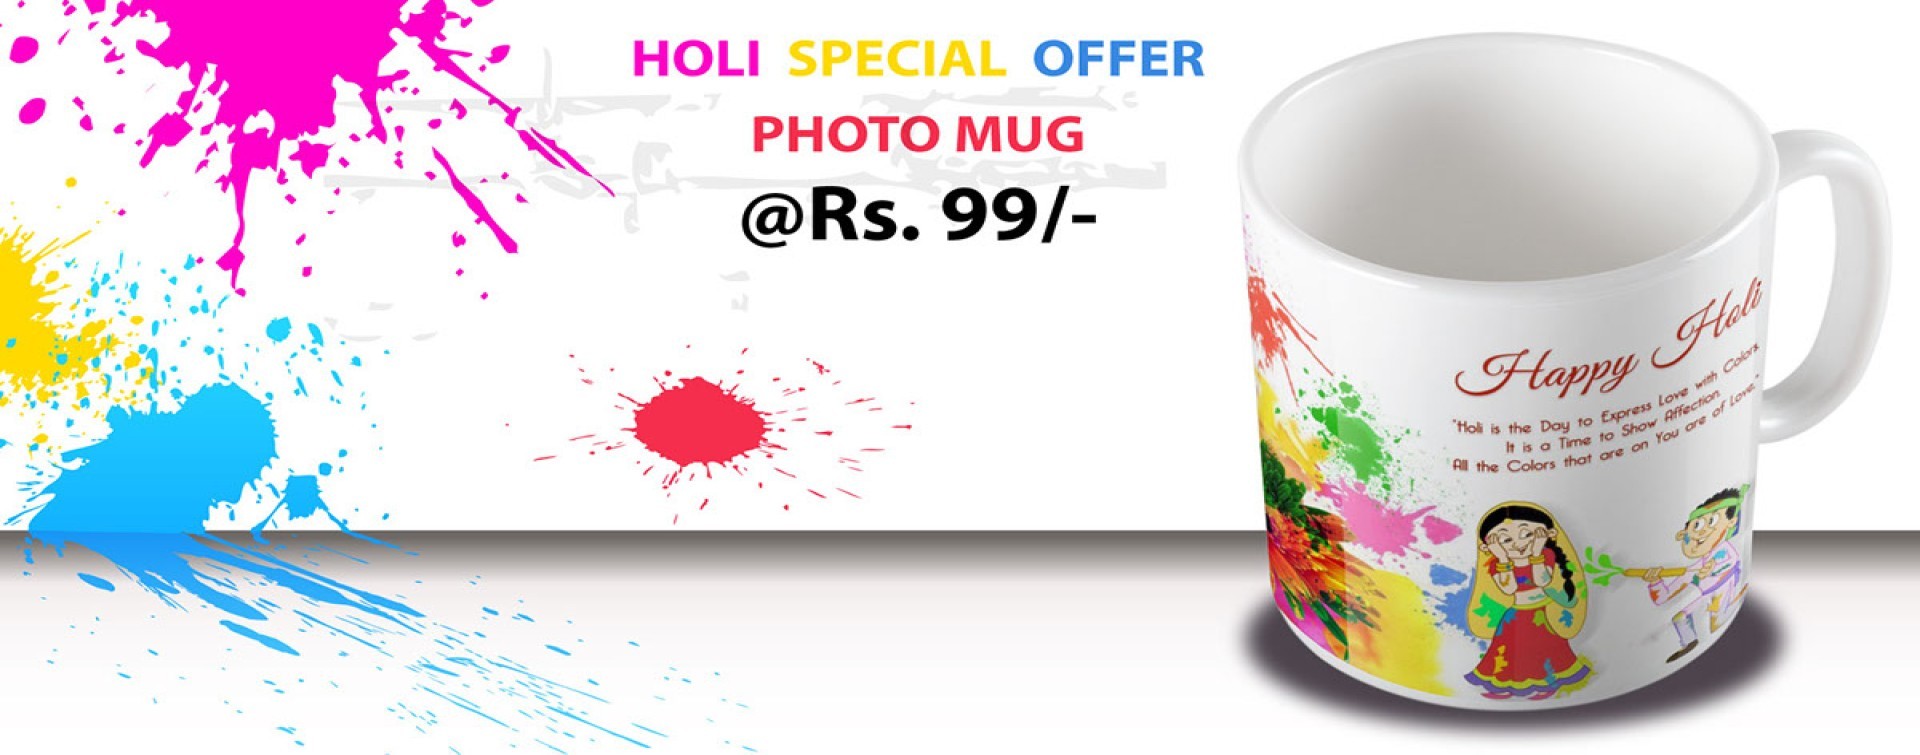 HOLI SPECIAL OFFER
PHOTO MUG
@Rs. 99/-
Happy Holi
"Holi is the Day to Express Love with Colors.
It is a Time to Show Affection.
All the Colors that are on You are of Love."